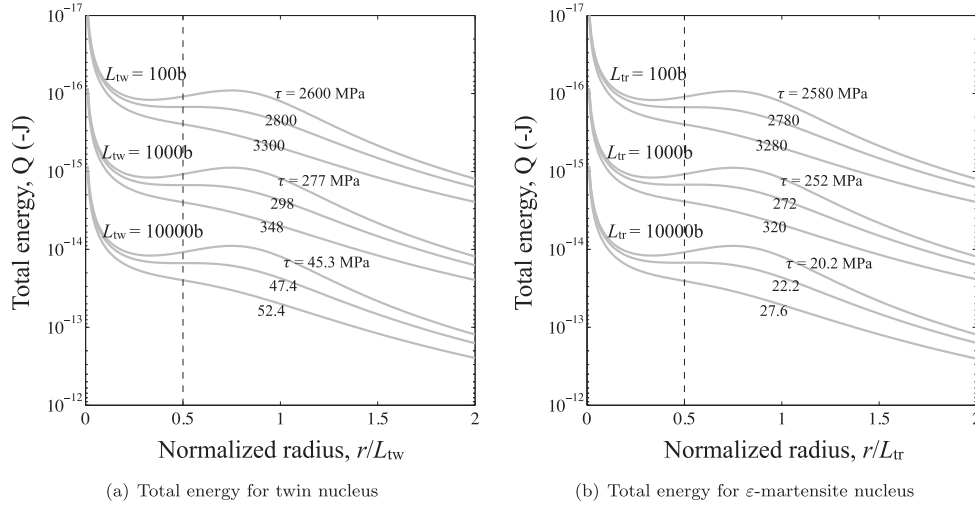 10⁻¹⁷
10⁻¹⁶
10⁻¹⁵
10⁻¹⁴
10⁻¹³
10⁻¹²
Total energy, Q (-J)
L_tw = 100b
τ = 2600 MPa
2800
3300
L_tw = 1000b
τ = 277 MPa
298
348
L_tw = 10000b
τ = 45.3 MPa
47.4
52.4
0 0.5 1 1.5 2
Normalized radius, r/L_tw
(a) Total energy for twin nucleus
10⁻¹⁷
10⁻¹⁶
10⁻¹⁵
10⁻¹⁴
10⁻¹³
10⁻¹²
Total energy, Q (-J)
L_tr = 100b
τ = 2580 MPa
2780
3280
L_tr = 1000b
τ = 252 MPa
272
320
L_tr = 10000b
τ = 20.2 MPa
22.2
27.6
0 0.5 1 1.5 2
Normalized radius, r/L_tr
(b) Total energy for ε-martensite nucleus